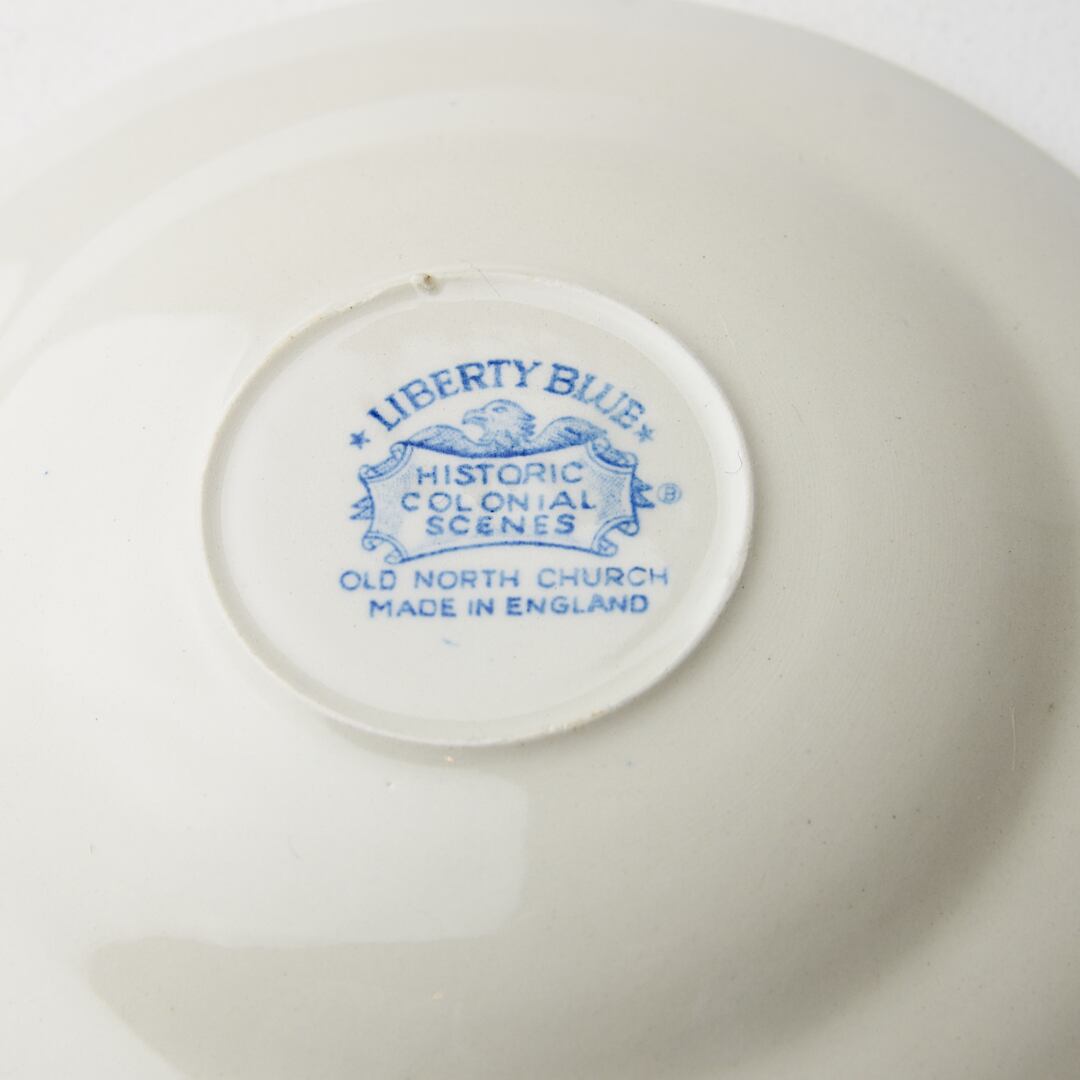 ★ LIBERTY BLUE ★
HISTORIC
COLONIAL
SCENES
B
OLD NORTH CHURCH
MADE IN ENGLAND